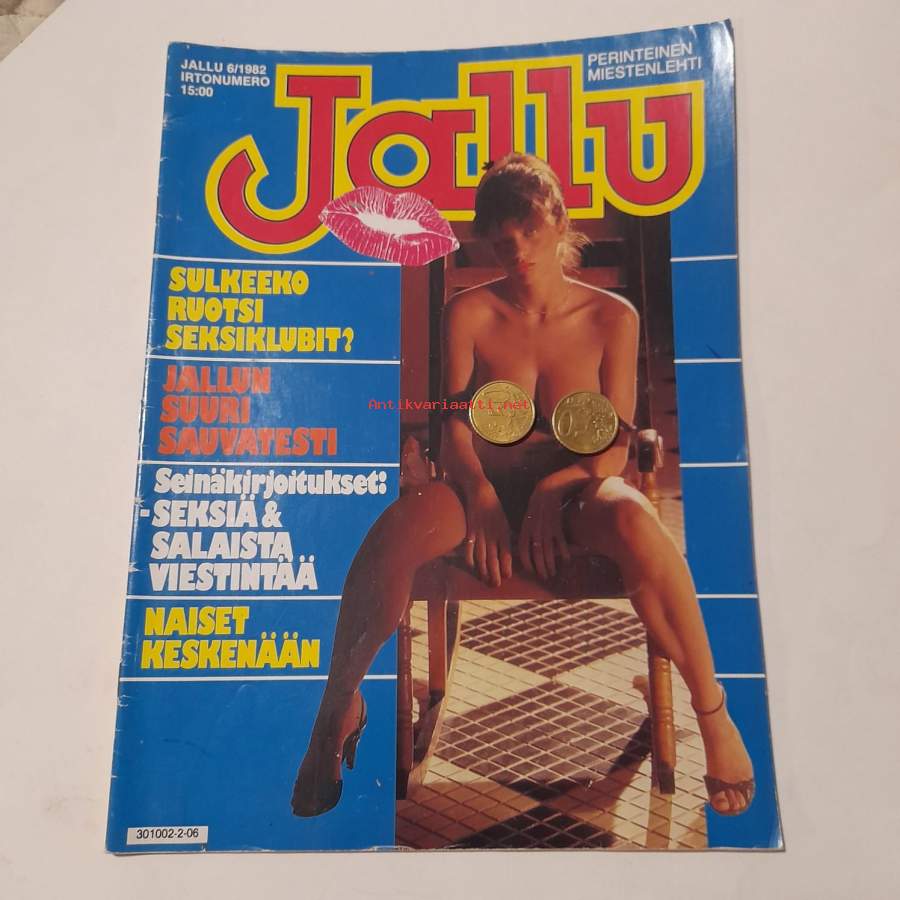 JALLU 6/1982
IRTONUMERO
15:00
PERINTEINEN
MIESTENLEHTI
Jallu
SULKEEKO
RUOTSI
SEKSIKLUBIT?
JALLUN
SUURI
SAUVATESTI
Antikvariaatti.net
Seinäkirjoitukset:
-SEKSIÄ &
SALAISTA
VIESTINTÄÄ
NAISET
KESKENÄÄN
301002-2-06